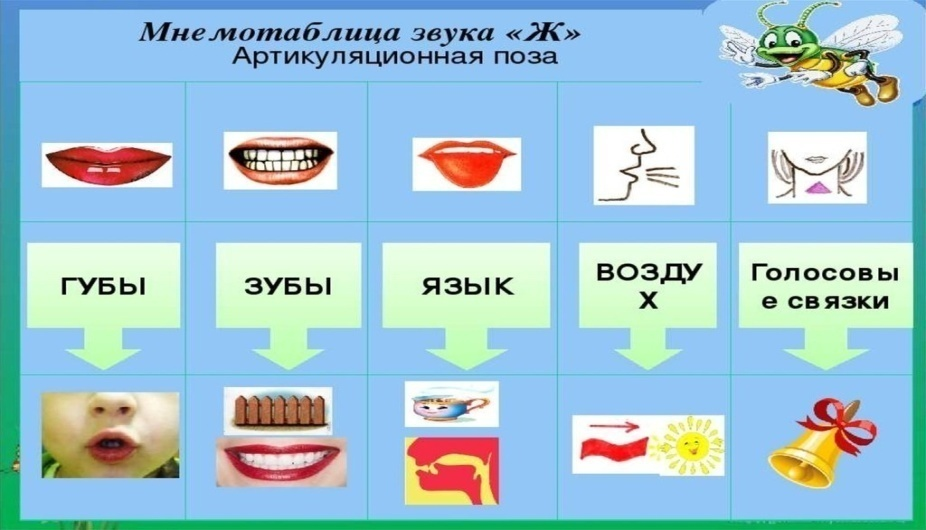 Мнемотаблица звука «Ж»
Артикуляционная поза
ГУБЫ
ЗУБЫ
ЯЗЫК
ВОЗДУ
Х
Голосовы
е связки